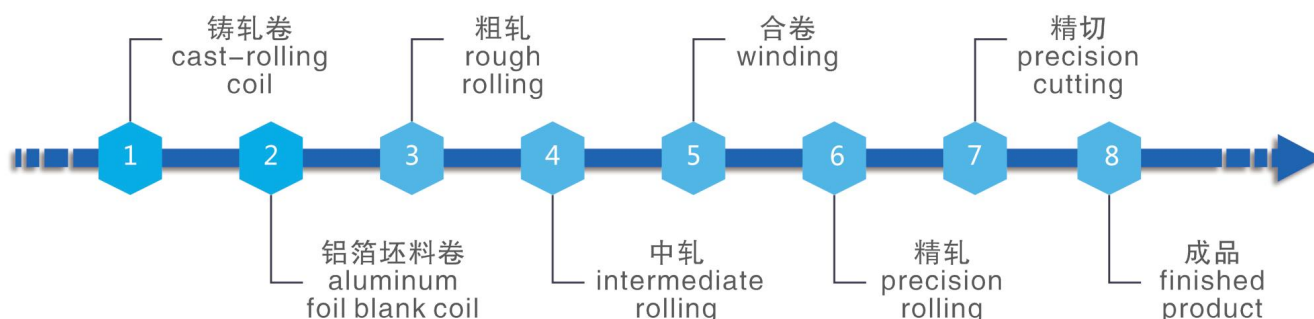 铸轧卷
cast-rolling
coil
粗轧
rough
rolling
合卷
winding
精切
precision
cutting
1
2
3
4
5
6
7
8
铝箔坯料卷
aluminum
foil blank coil
中轧
intermediate
rolling
精轧
precision
rolling
成品
finished
product